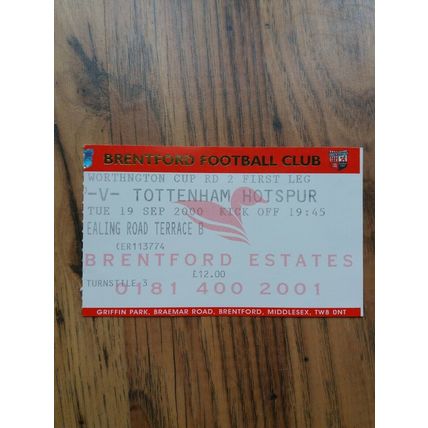 BRENTFORD FOOTBALL CLUB
WORTHNGTON CUP RD 2 FIRST LEG
-V- TOTTENHAM HOTSPUR
TUE 19 SEP 2000 KICK OFF 19:45
EALING ROAD TERRACE B
CER113774
BRENTFORD ESTATES
£12.00
TURNSTILE 3
0181 400 2001
GRIFFIN PARK, BRAEMAR ROAD, BRENTFORD, MIDDLESEX, TW8 0NT